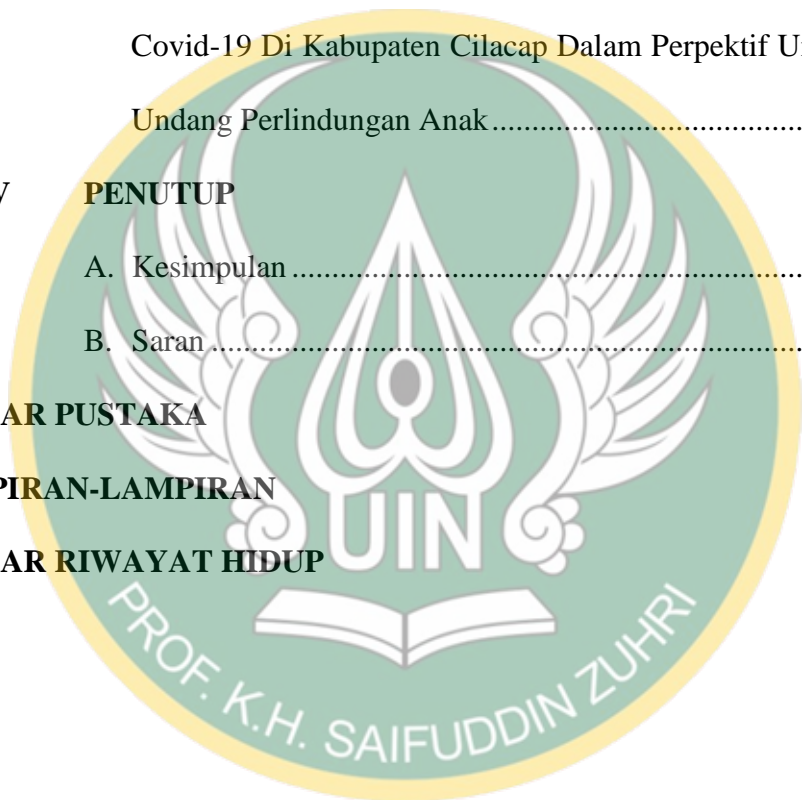 Covid-19 Di Kabupaten Cilacap Dalam Perpektif U
Undang Perlindungan Anak
V PENUTUP
A. Kesimpulan
B. Saran
AR PUSTAKA
PIRAN-LAMPIRAN
AR RIWAYAT HIDUP
UIN
PROF. K.H. SAIFUDDIN ZUHRI